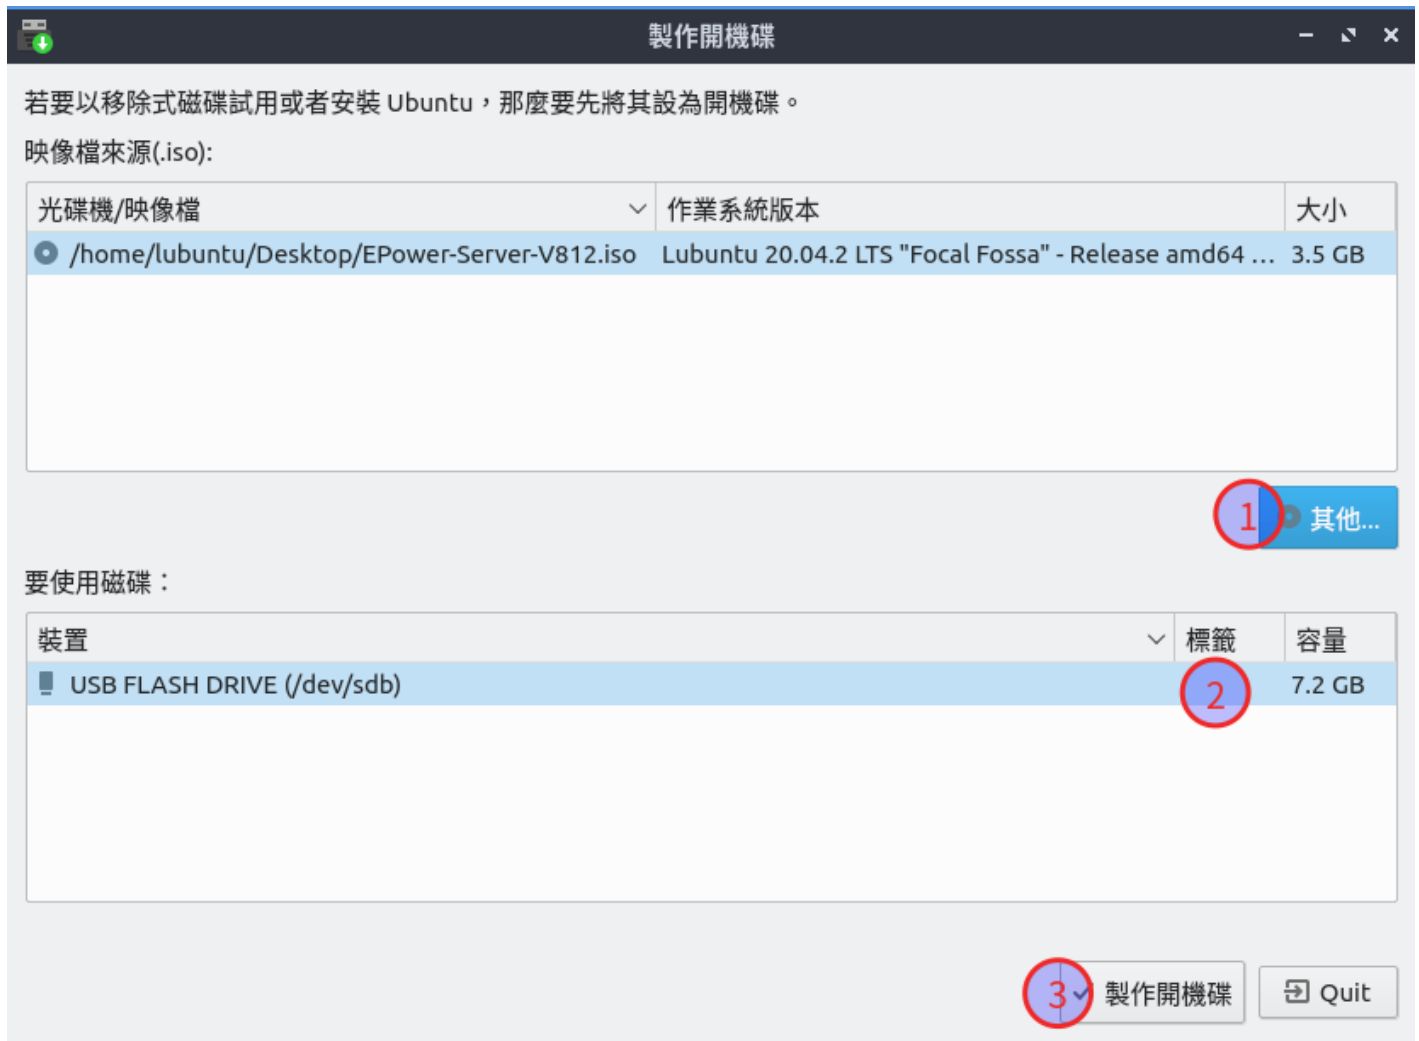 製作開機碟
若要以移除式磁碟試用或者安裝 Ubuntu，那麼要先將其設為開機碟。
映像檔來源(.iso):
光碟機/映像檔 作業系統版本 大小
/home/lubuntu/Desktop/EPower-Server-V812.iso Lubuntu 20.04.2 LTS "Focal Fossa" - Release amd64 ... 3.5 GB
1 其他...
要使用磁碟：
裝置 標籤 容量
USB FLASH DRIVE (/dev/sdb) 2 7.2 GB
3 製作開機碟 Quit